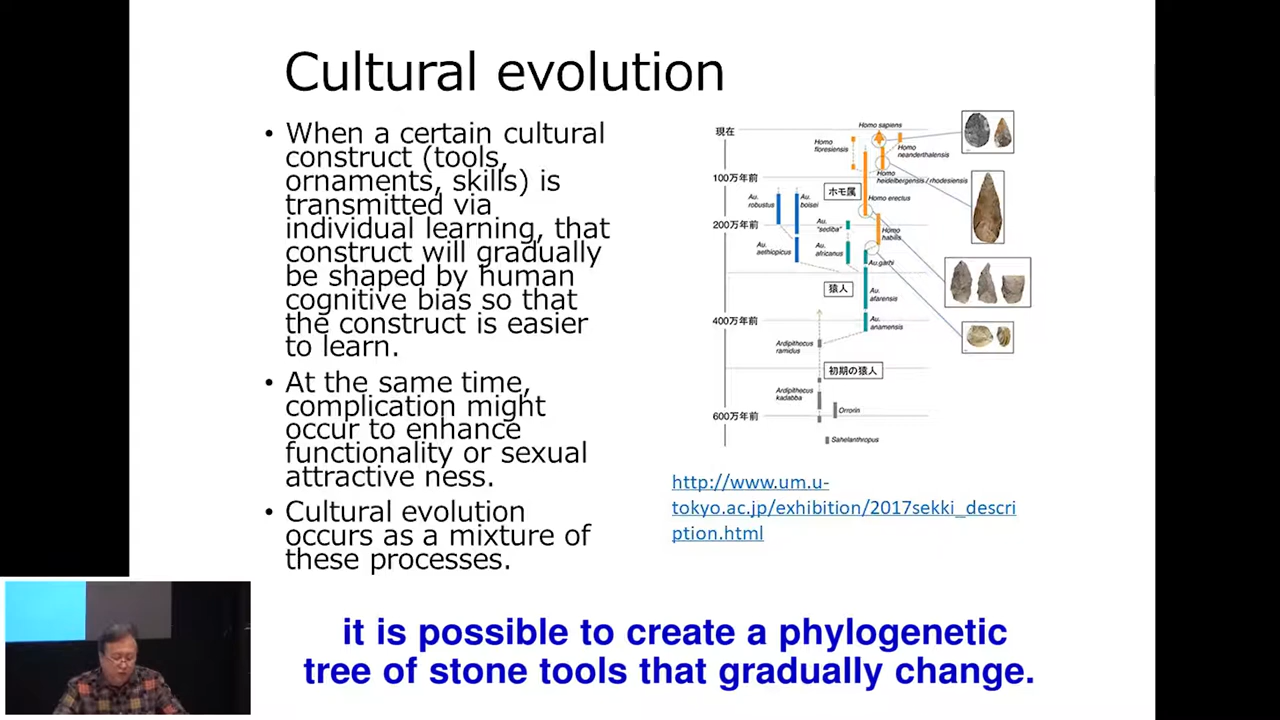 Cultural evolution
• When a certain cultural
construct (tools,
ornaments, skills) is
transmitted via
individual learning, that
construct will gradually
be shaped by human
cognitive bias so that
the construct is easier
to learn.
• At the same time,
complication might
occur to enhance
functionality or sexual
attractive ness.
• Cultural evolution
occurs as a mixture of
these processes.
現在
100万年前
200万年前
400万年前
600万年前
Homo sapiens
Homo
floresiensis
Homo
neanderthalensis
Homo
heidelbergensis / rhodesiensis
ホモ属
Homo erectus
Au.
robustus
Au.
boisei
Au.
"sediba"
Homo
habilis
Au.
aethiopicus
Au.
africanus
Au.garhi
猿人
Au.
afarensis
Au.
anamensis
Ardipithecus
ramidus
初期の猿人
Ardipithecus
kadabba
Orrorin
Sahelanthropus
http://www.um.u-
tokyo.ac.jp/exhibition/2017sekki_descri
ption.html
it is possible to create a phylogenetic
tree of stone tools that gradually change.